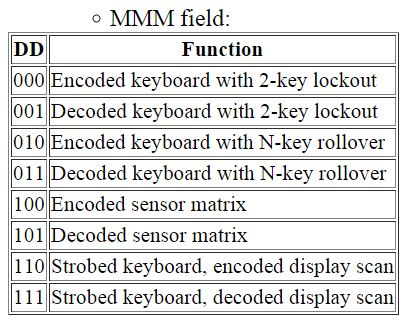 MMM field:
DD Function
000 Encoded keyboard with 2-key lockout
001 Decoded keyboard with 2-key lockout
010 Encoded keyboard with N-key rollover
011 Decoded keyboard with N-key rollover
100 Encoded sensor matrix
101 Decoded sensor matrix
110 Strobed keyboard, encoded display scan
111 Strobed keyboard, decoded display scan